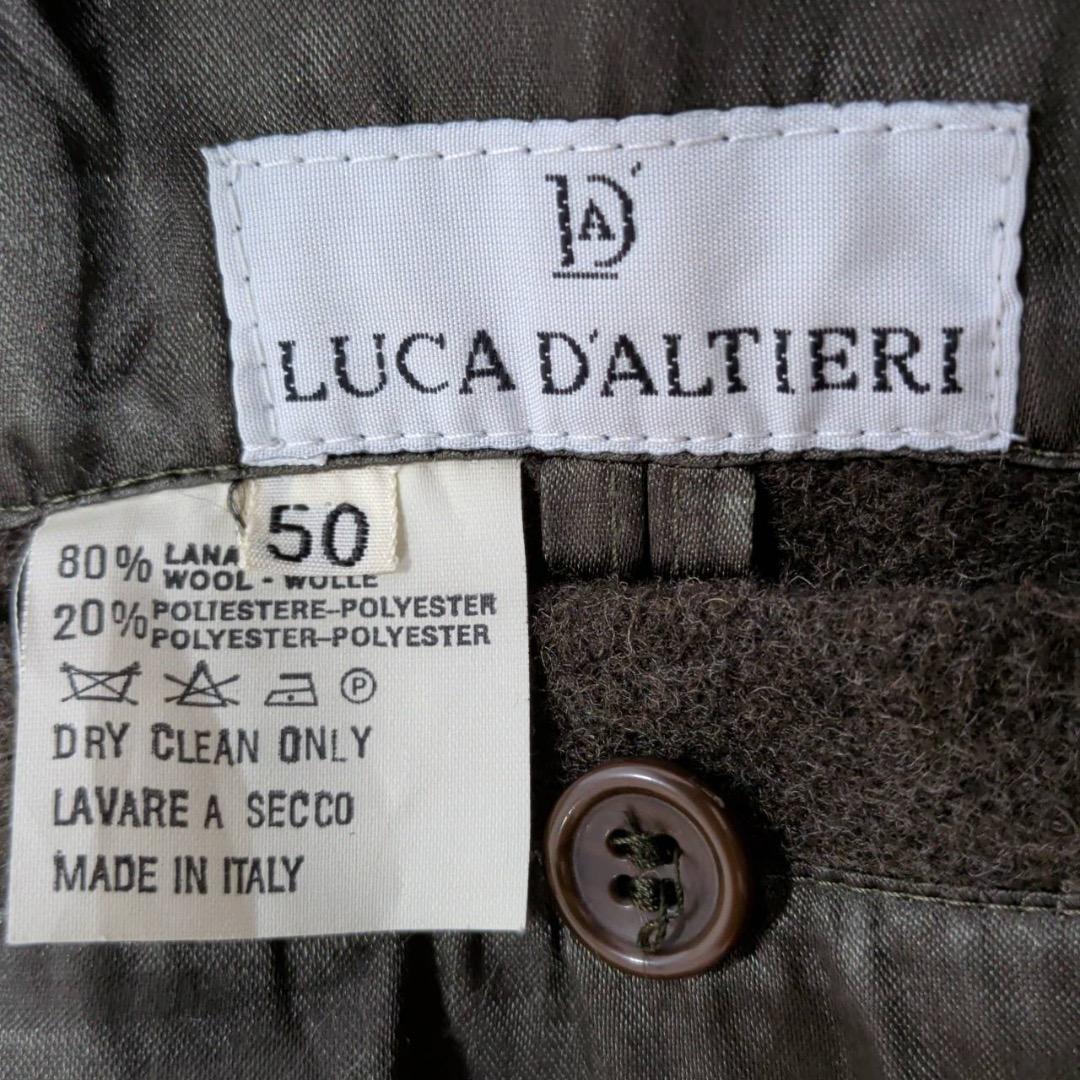 LD'A
LUCA D'ALTIERI
50
80% LANA
WOOL - WOLLE
20% POLIESTERE-POLYESTER
POLYESTER-POLYESTER
P
DRY CLEAN ONLY
LAVARE A SECCO
MADE IN ITALY